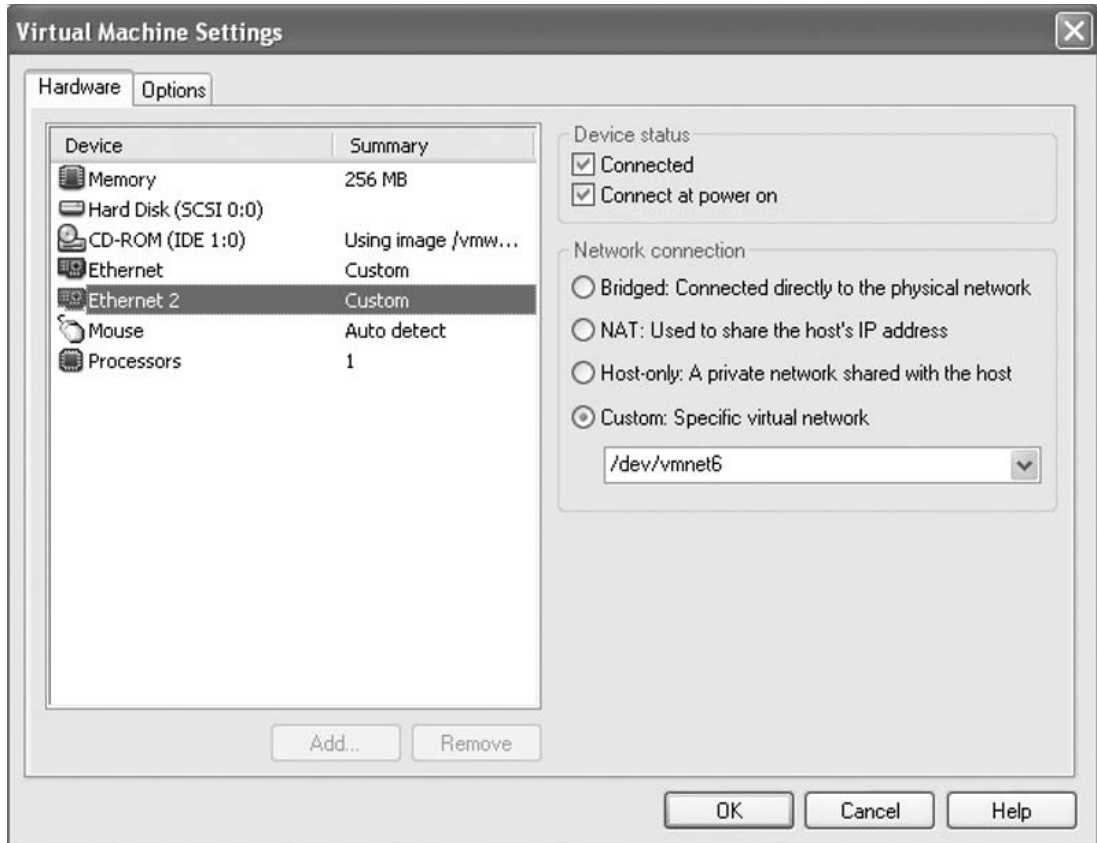 Virtual Machine Settings
Hardware Options
Device Summary
Memory 256 MB
Hard Disk (SCSI 0:0)
CD-ROM (IDE 1:0) Using image /vmw...
Ethernet Custom
Ethernet 2 Custom
Mouse Auto detect
Processors 1
Add... Remove
Device status
Connected
Connect at power on
Network connection
Bridged: Connected directly to the physical network
NAT: Used to share the host's IP address
Host-only: A private network shared with the host
Custom: Specific virtual network
/dev/vmnet6
OK Cancel Help